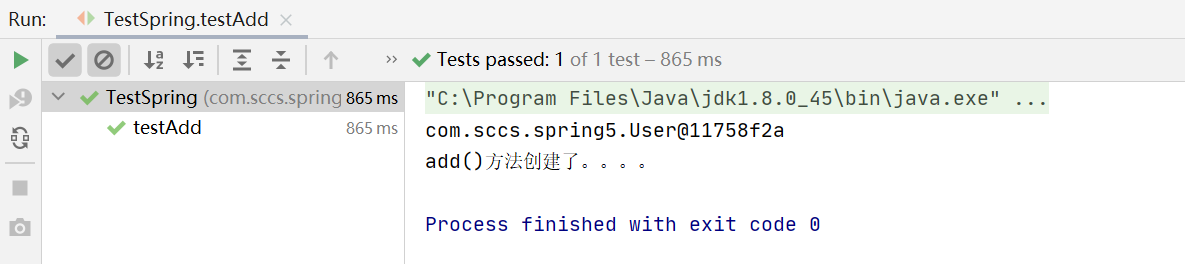 Run: TestSpring.testAdd
Tests passed: 1 of 1 test – 865 ms
TestSpring (com.sccs.spring 865 ms
testAdd 865 ms
"C:\Program Files\Java\jdk1.8.0_45\bin\java.exe" ...
com.sccs.spring5.User@11758f2a
add()方法创建了。。。。
Process finished with exit code 0